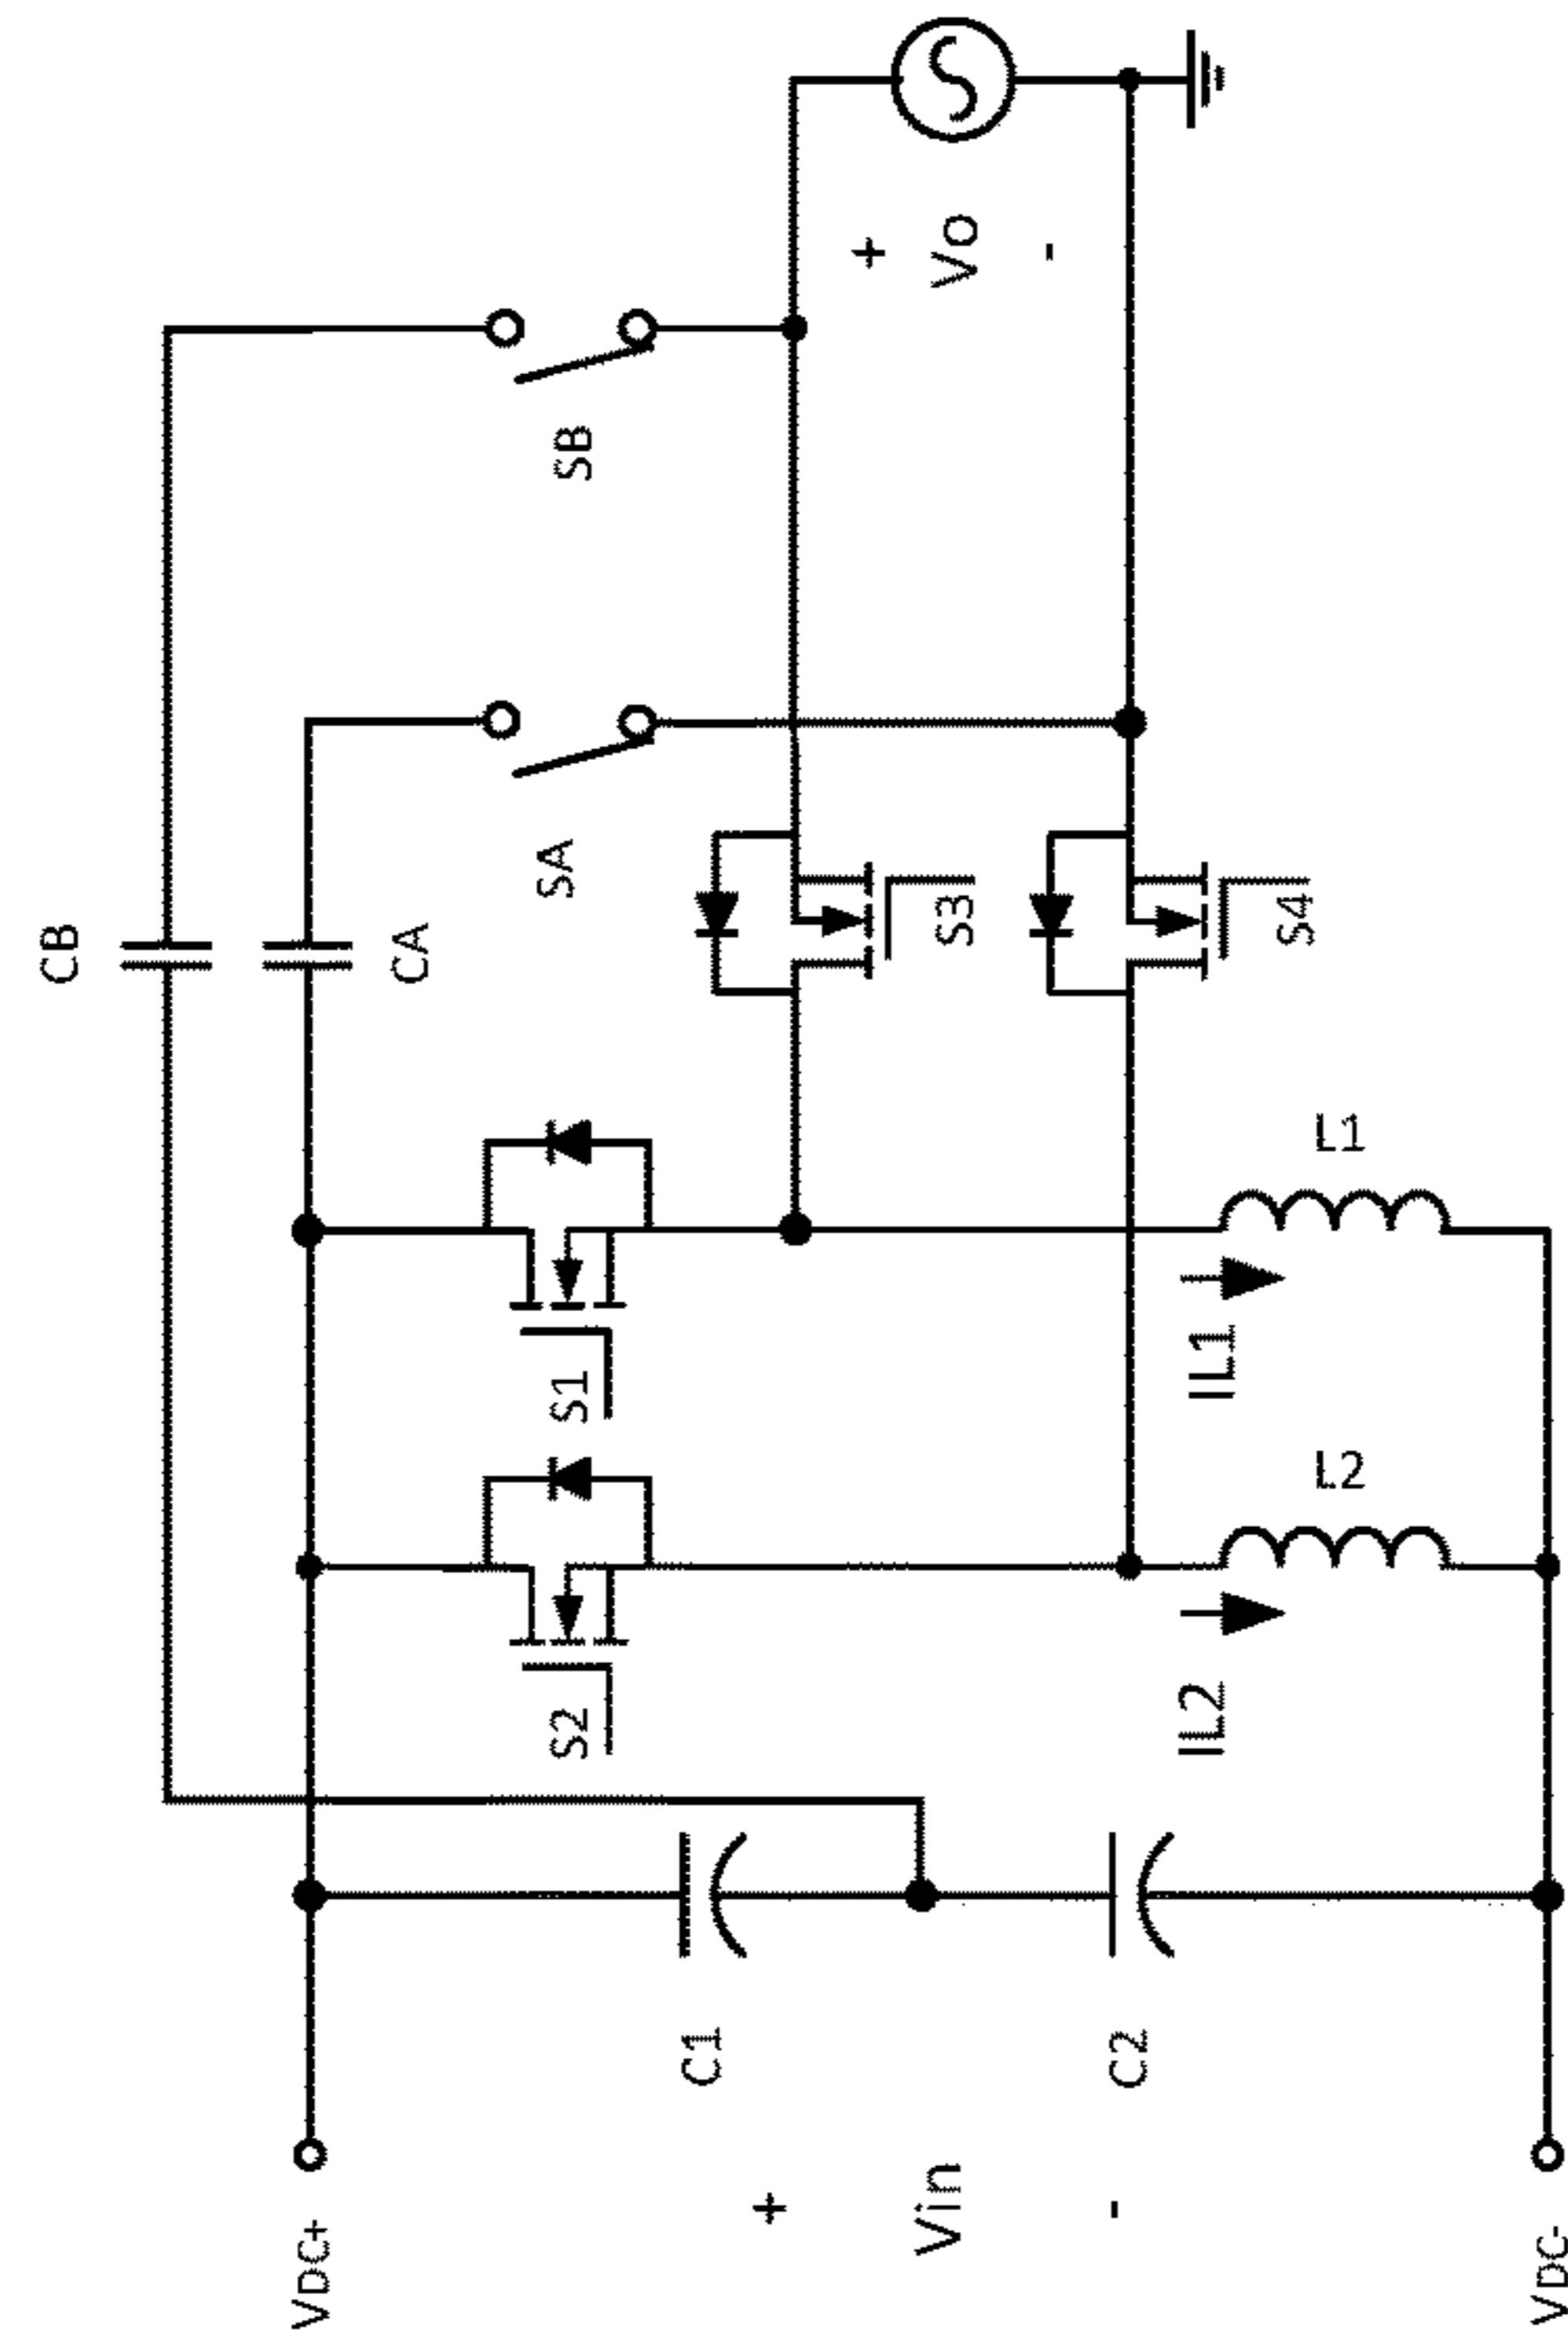 CB
CA
SB
SA
+
Vo
-
S3
S4
S1
S2
L1
IL1
L2
IL2
C1
C2
VDC+
+
Vin
-
VDC-